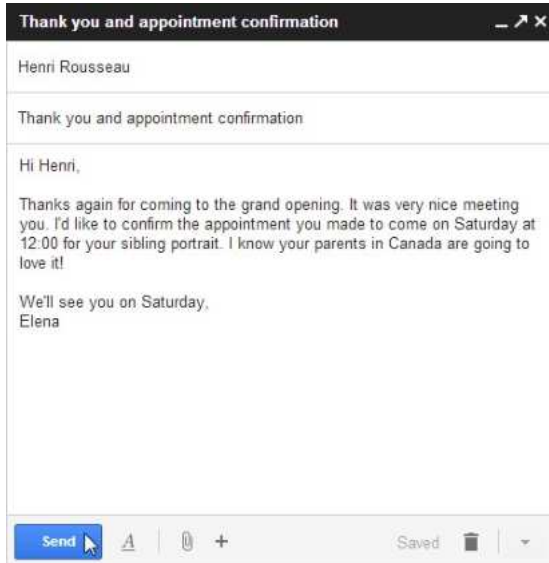 Thank you and appointment confirmation
Henri Rousseau
Thank you and appointment confirmation
Hi Henri,
Thanks again for coming to the grand opening. It was very nice meeting
you. I'd like to confirm the appointment you made to come on Saturday at
12:00 for your sibling portrait. I know your parents in Canada are going to
love it!
We'll see you on Saturday,
Elena
Send A Saved